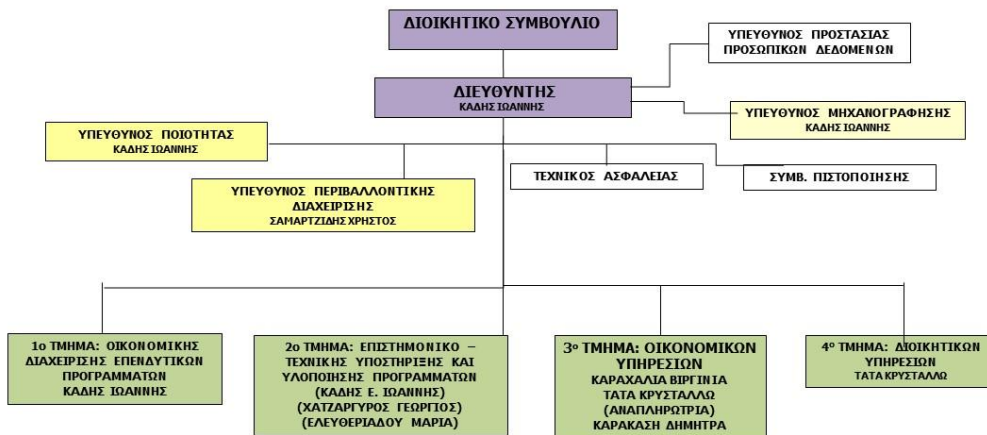 ΔΙΟΙΚΗΤΙΚΟ ΣΥΜΒΟΥΛΙΟ
ΥΠΕΥΘΥΝΟΣ ΠΡΟΣΤΑΣΙΑΣ
ΠΡΟΣΩΠΙΚΩΝ ΔΕΔΟΜΕΝΩΝ
ΔΙΕΥΘΥΝΤΗΣ
ΚΑΔΗΣ ΙΩΑΝΝΗΣ
ΥΠΕΥΘΥΝΟΣ ΜΗΧΑΝΟΓΡΑΦΗΣΗΣ
ΚΑΔΗΣ ΙΩΑΝΝΗΣ
ΥΠΕΥΘΥΝΟΣ ΠΟΙΟΤΗΤΑΣ
ΚΑΔΗΣ ΙΩΑΝΝΗΣ
ΥΠΕΥΘΥΝΟΣ ΠΕΡΙΒΑΛΛΟΝΤΙΚΗΣ
ΔΙΑΧΕΙΡΙΣΗΣ
ΣΑΜΑΡΤΖΙΔΗΣ ΧΡΗΣΤΟΣ
ΤΕΧΝΙΚΟΣ ΑΣΦΑΛΕΙΑΣ
ΣΥΜΒ. ΠΙΣΤΟΠΟΙΗΣΗΣ
1ο ΤΜΗΜΑ: ΟΙΚΟΝΟΜΙΚΗΣ
ΔΙΑΧΕΙΡΙΣΗΣ ΕΠΕΝΔΥΤΙΚΩΝ
ΠΡΟΓΡΑΜΜΑΤΩΝ
ΚΑΔΗΣ ΙΩΑΝΝΗΣ
2ο ΤΜΗΜΑ: ΕΠΙΣΤΗΜΟΝΙΚΟ –
ΤΕΧΝΙΚΗΣ ΥΠΟΣΤΗΡΙΞΗΣ ΚΑΙ
ΥΛΟΠΟΙΗΣΗΣ ΠΡΟΓΡΑΜΜΑΤΩΝ
(ΚΑΔΗΣ Ε. ΙΩΑΝΝΗΣ)
(ΧΑΤΖΑΡΓΥΡΟΣ ΓΕΩΡΓΙΟΣ)
(ΕΛΕΥΘΕΡΙΑΔΟΥ ΜΑΡΙΑ)
3ο ΤΜΗΜΑ: ΟΙΚΟΝΟΜΙΚΩΝ
ΥΠΗΡΕΣΙΩΝ
ΚΑΡΑΧΑΛΙΑ ΒΙΡΓΙΝΙΑ
ΤΑΤΑ ΚΡΥΣΤΑΛΛΩ
(ΑΝΑΠΛΗΡΩΤΡΙΑ)
ΚΑΡΑΚΑΣΗ ΔΗΜΗΤΡΑ
4ο ΤΜΗΜΑ: ΔΙΟΙΚΗΤΙΚΩΝ
ΥΠΗΡΕΣΙΩΝ
ΤΑΤΑ ΚΡΥΣΤΑΛΛΩ